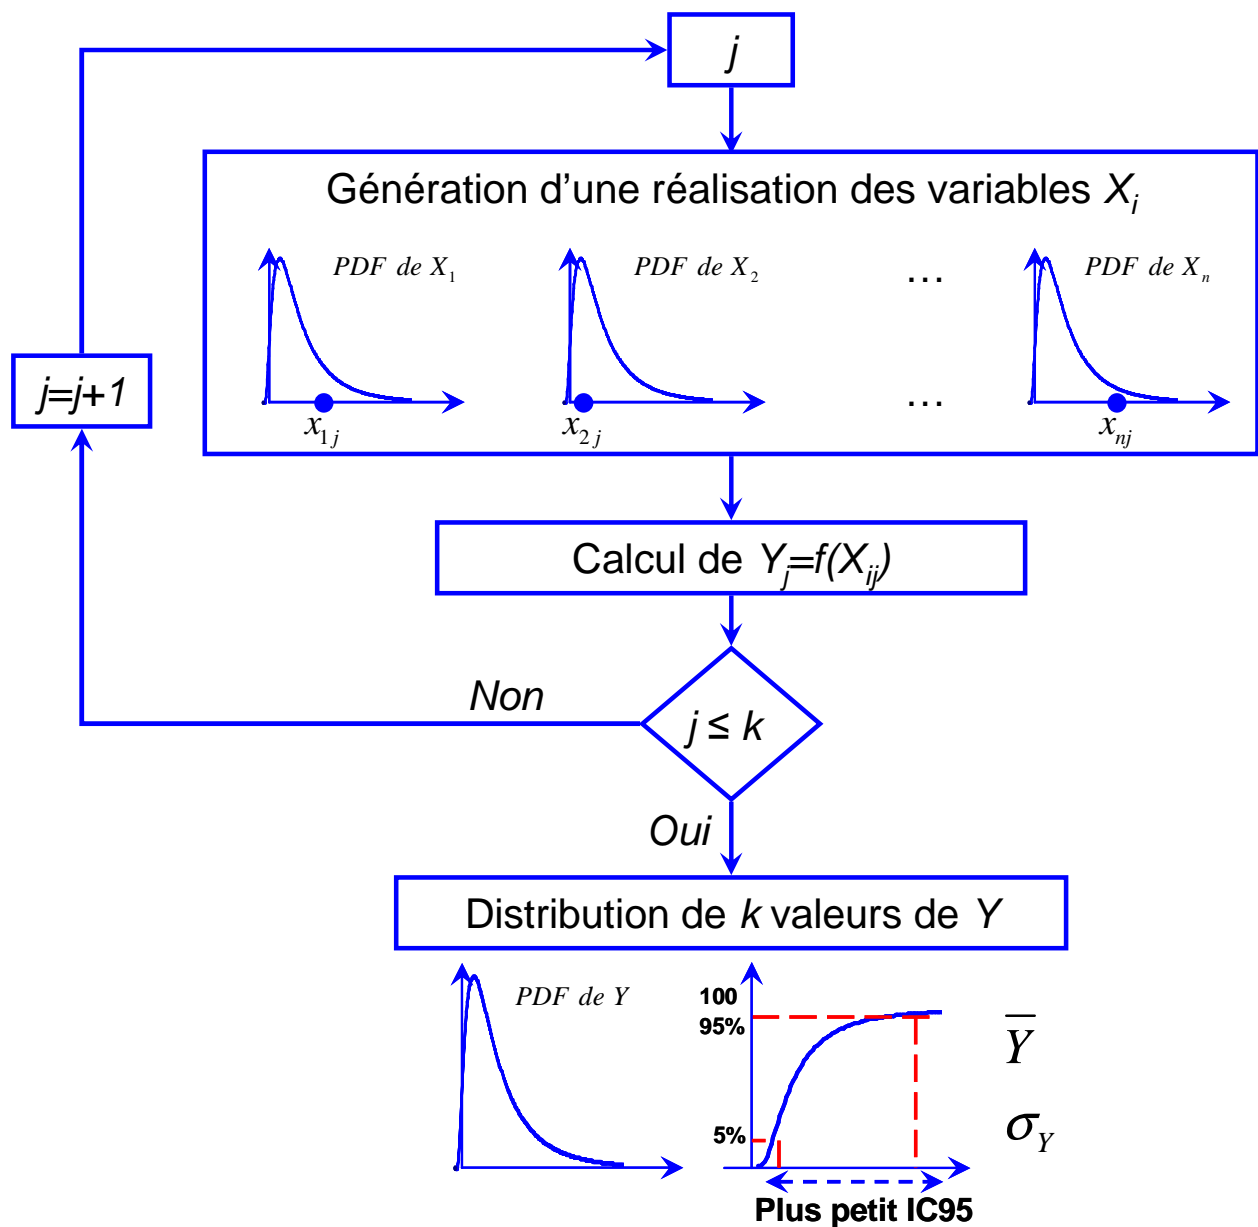 j
Génération d’une réalisation des variables Xi
PDF de X1
PDF de X2
...
PDF de Xn
j=j+1
x1j
x2j
...
xnj
Calcul de Yj=f(Xij)
Non
j ≤ k
Oui
Distribution de k valeurs de Y
PDF de Y
100
95%
Y̅
5%
σY
Plus petit IC95